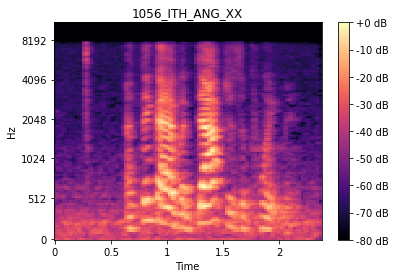 1056_ITH_ANG_XX
8192
4096
2048
1024
512
0
Hz
0
0.5
1
1.5
2
Time
+0 dB
-10 dB
-20 dB
-30 dB
-40 dB
-50 dB
-60 dB
-70 dB
-80 dB